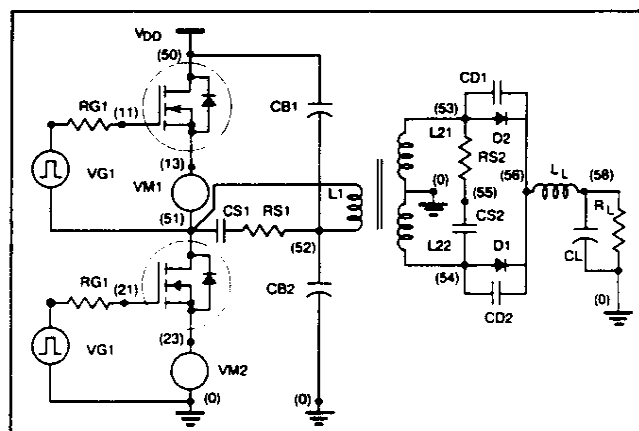 VDD
(50)
RG1
(11)
VG1
(13)
VM1
(51)
CB1
CS1
RS1
(52)
L1
RG1
(21)
VG1
(23)
VM2
(0)
CB2
(0)
(53)
CD1
L21
D2
RS2
(0)
(55)
(56)
LL
(58)
RL
CS2
CL
L22
D1
(54)
CD2
(0)